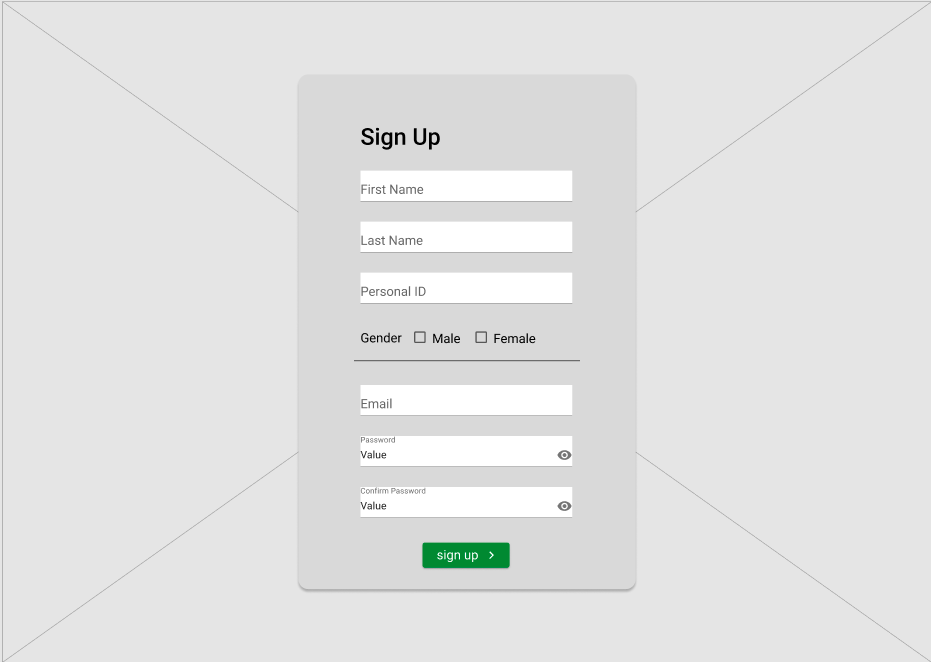 Sign Up
First Name
Last Name
Personal ID
Gender Male Female
Email
Password
Value
Confirm Password
Value
sign up